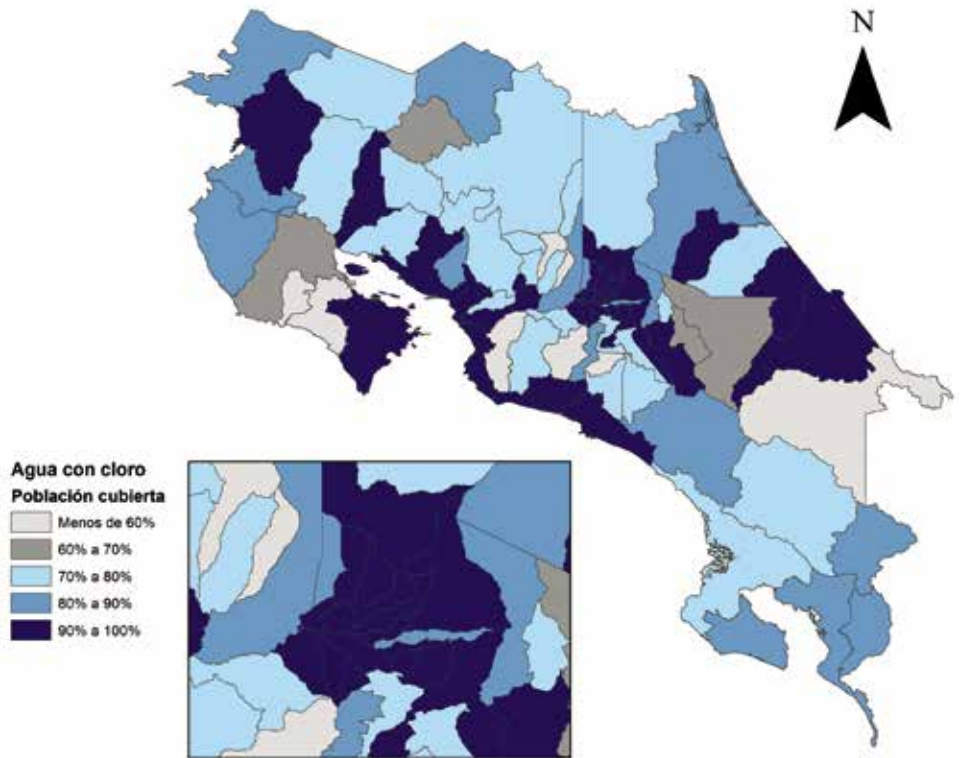 N
Agua con cloro
Población cubierta
Menos de 60%
60% a 70%
70% a 80%
80% a 90%
90% a 100%